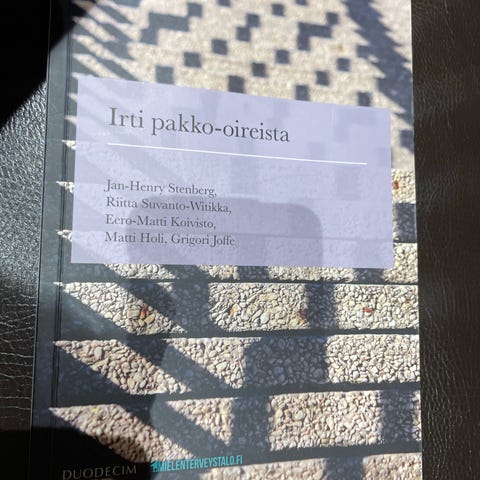 Irti pakko-oireista
Jan-Henry Stenberg,
Riitta Suvanto-Witikka,
Eero-Matti Koivisto,
Matti Holi, Grigori Joffe
DUODECIM
MIELENTERVEYSTALO.FI